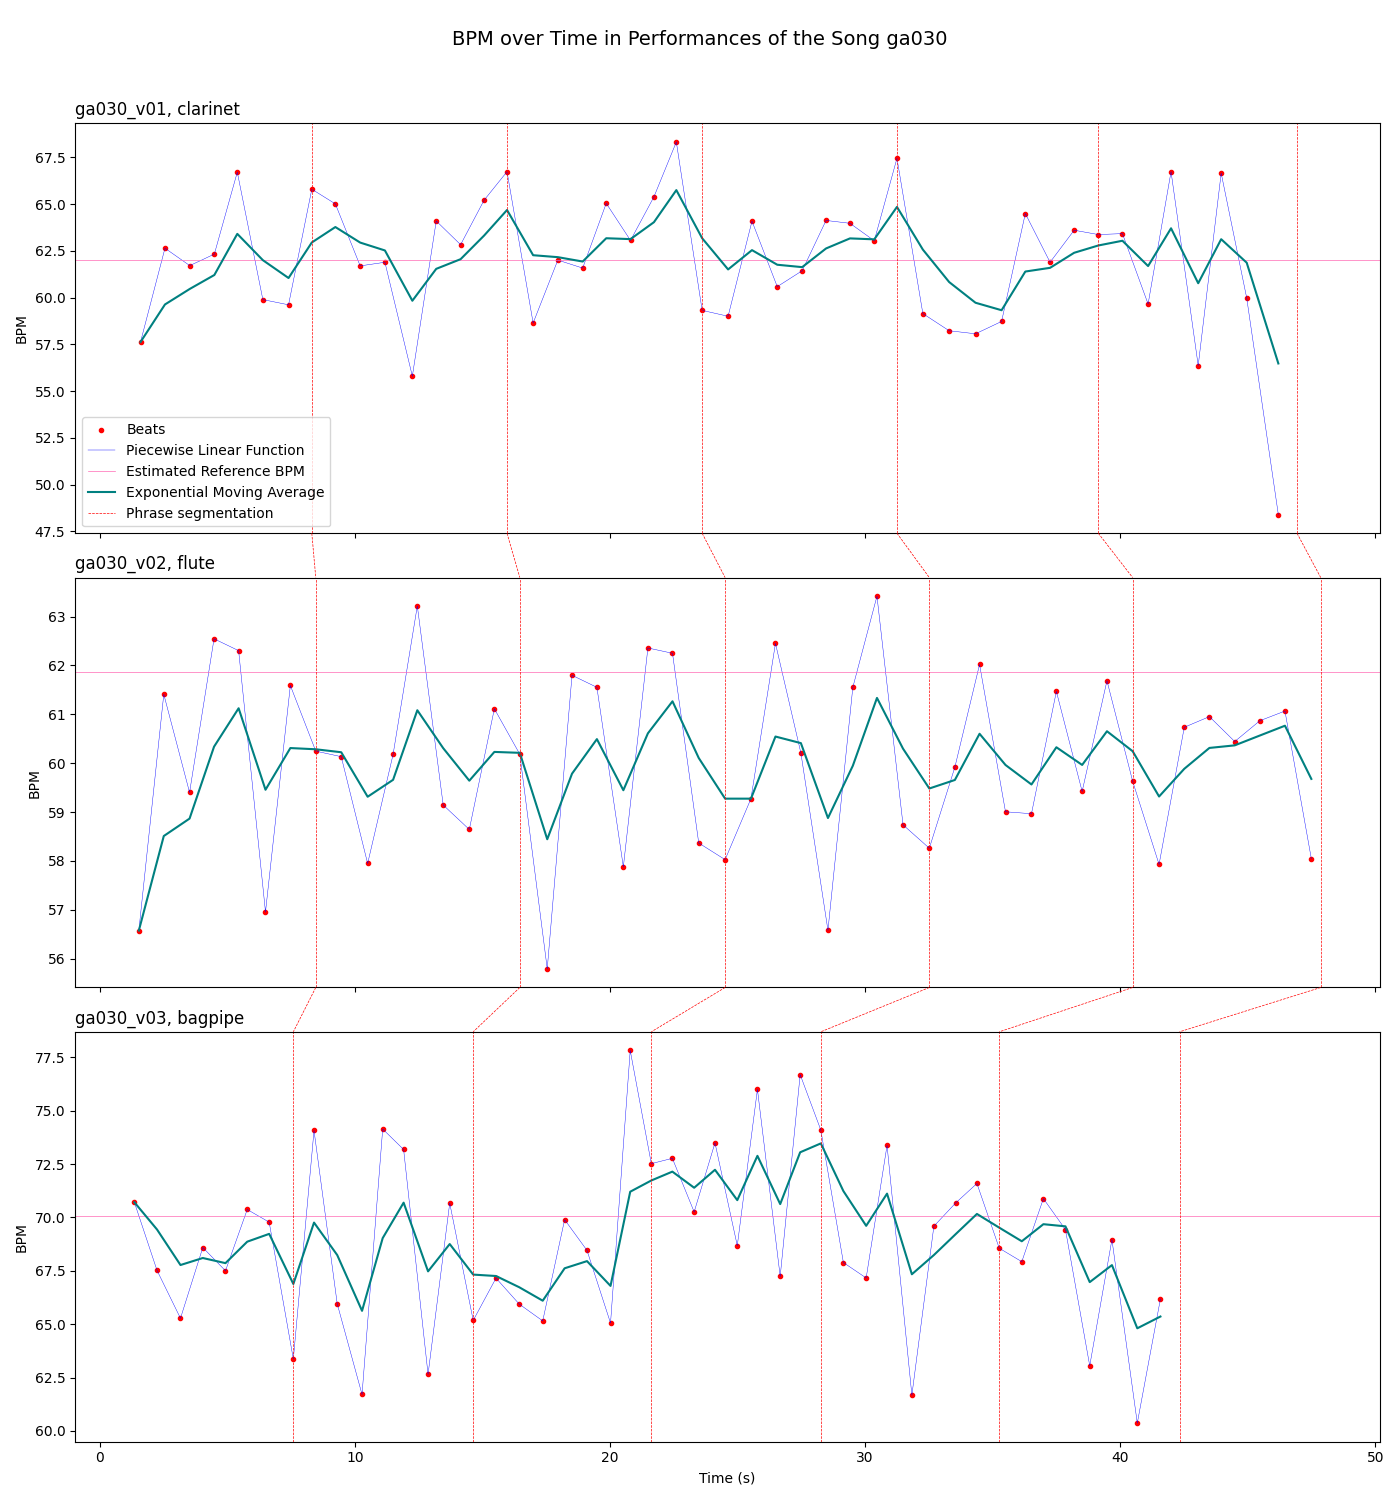 BPM over Time in Performances of the Song ga030
ga030_v01, clarinet
67.5
65.0
62.5
60.0
57.5
55.0
52.5
50.0
47.5
BPM
Beats
Piecewise Linear Function
Estimated Reference BPM
Exponential Moving Average
Phrase segmentation
ga030_v02, flute
63
62
61
60
59
58
57
56
BPM
ga030_v03, bagpipe
77.5
75.0
72.5
70.0
67.5
65.0
62.5
60.0
BPM
0 10 20 30 40 50
Time (s)